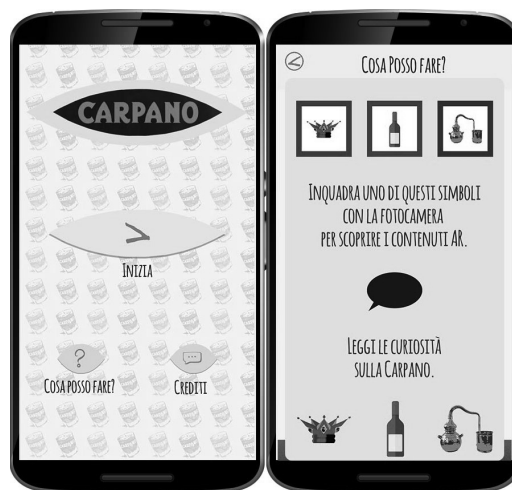 CARPANO
INIZIA
COSA POSSO FARE?
CREDITI
COSA POSSO FARE?
INQUADRA UNO DI QUESTI SIMBOLI
CON LA FOTOCAMERA
PER SCOPRIRE I CONTENUTI AR.
LEGGI LE CURIOSITÀ
SULLA CARPANO.